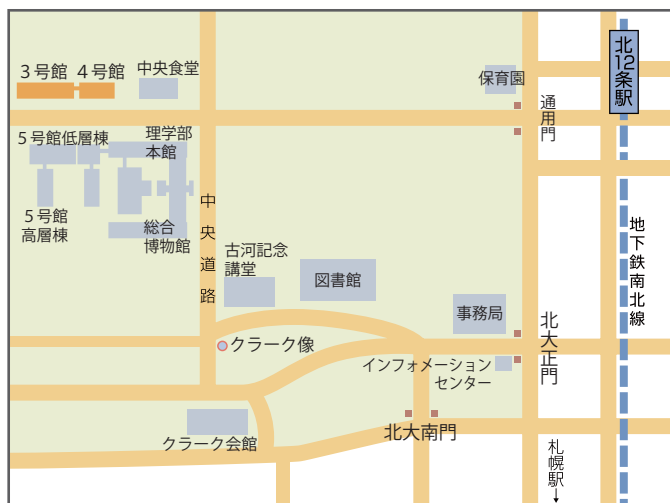 3号館
4号館
中央食堂
保育園
北12条駅
通用門
5号館低層棟
理学部
本館
5号館
高層棟
総合
博物館
中央道路
古河記念
講堂
図書館
地下鉄南北線
事務局
北大正門
クラーク像
インフォメーション
センター
クラーク会館
北大南門
札幌駅→